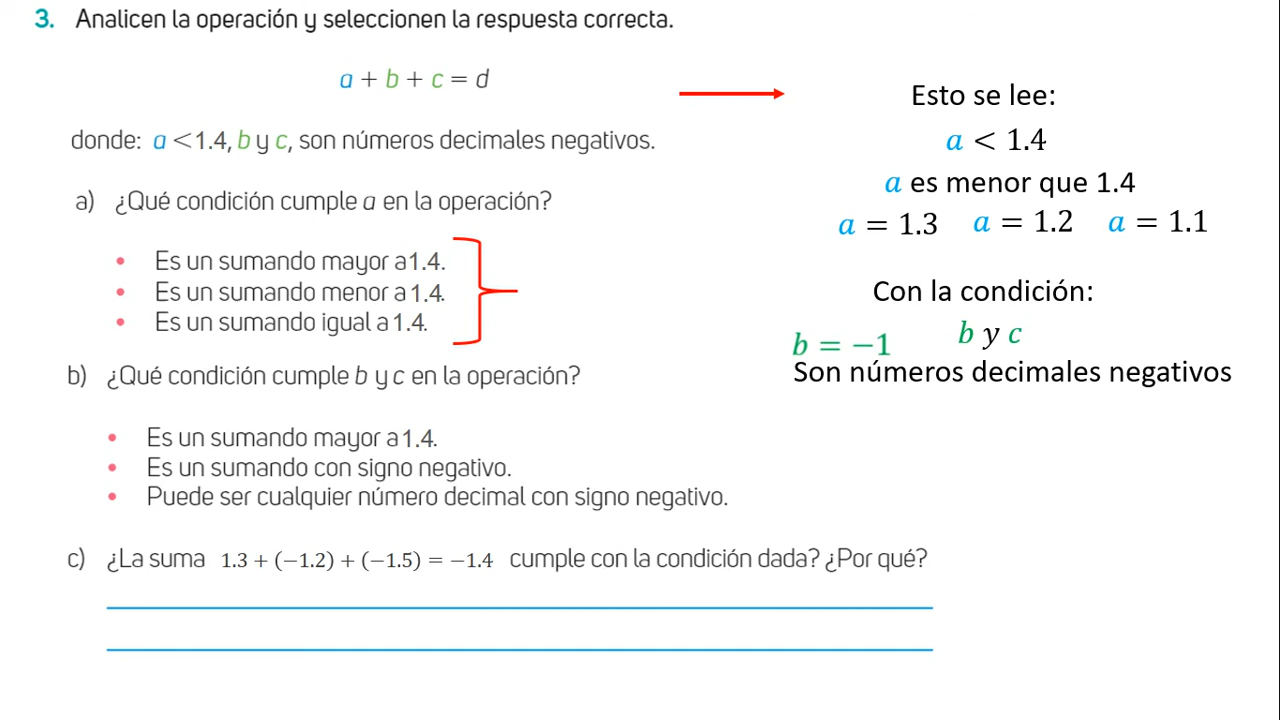 3. Analicen la operación y seleccionen la respuesta correcta.
a + b + c = d
donde: a < 1.4, b y c, son números decimales negativos.
a) ¿Qué condición cumple a en la operación?
• Es un sumando mayor a 1.4.
• Es un sumando menor a 1.4.
• Es un sumando igual a 1.4.
b) ¿Qué condición cumple b y c en la operación?
• Es un sumando mayor a 1.4.
• Es un sumando con signo negativo.
• Puede ser cualquier número decimal con signo negativo.
c) ¿La suma 1.3 + (−1.2) + (−1.5) = −1.4 cumple con la condición dada? ¿Por qué?
Esto se lee:
a < 1.4
a es menor que 1.4
a = 1.3 a = 1.2 a = 1.1
Con la condición:
b y c
b = −1
Son números decimales negativos